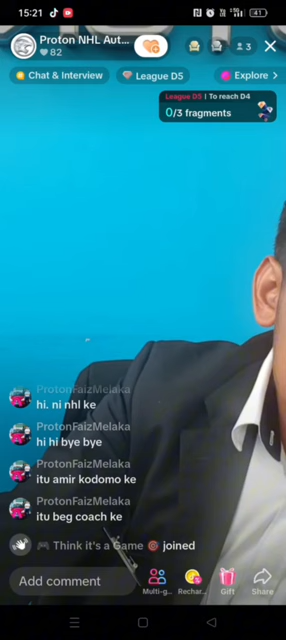 15:21
41
Proton NHL Aut...
82
3
Chat & Interview
League D5
Explore >
League D5 | To reach D4
0/3 fragments
ProtonFaizMelaka
hi. ni nhl ke
ProtonFaizMelaka
hi hi bye bye
ProtonFaizMelaka
itu amir kodomo ke
ProtonFaizMelaka
itu beg coach ke
🎮 Think it's a Game 🎯 joined
Add comment
Multi-g...
Rechar...
Gift
Share